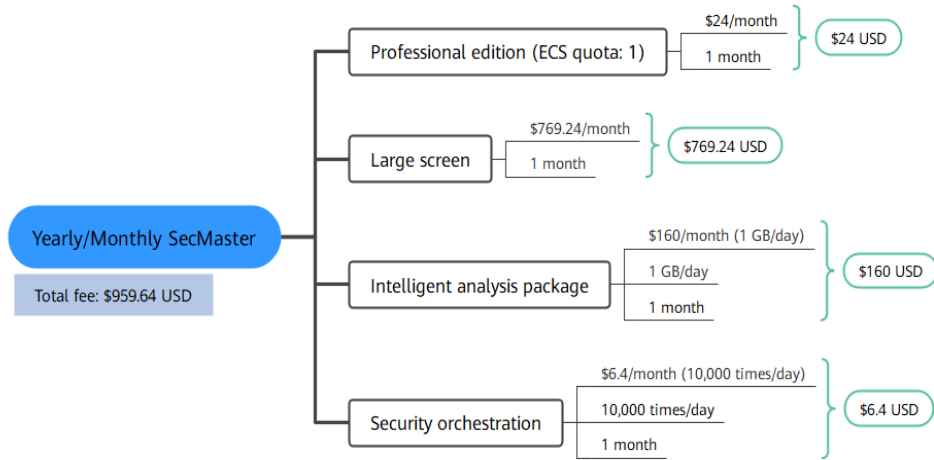 Yearly/Monthly SecMaster
Total fee: $959.64 USD
Professional edition (ECS quota: 1)
$24/month
1 month
$24 USD
Large screen
$769.24/month
1 month
$769.24 USD
Intelligent analysis package
$160/month (1 GB/day)
1 GB/day
1 month
$160 USD
Security orchestration
$6.4/month (10,000 times/day)
10,000 times/day
1 month
$6.4 USD